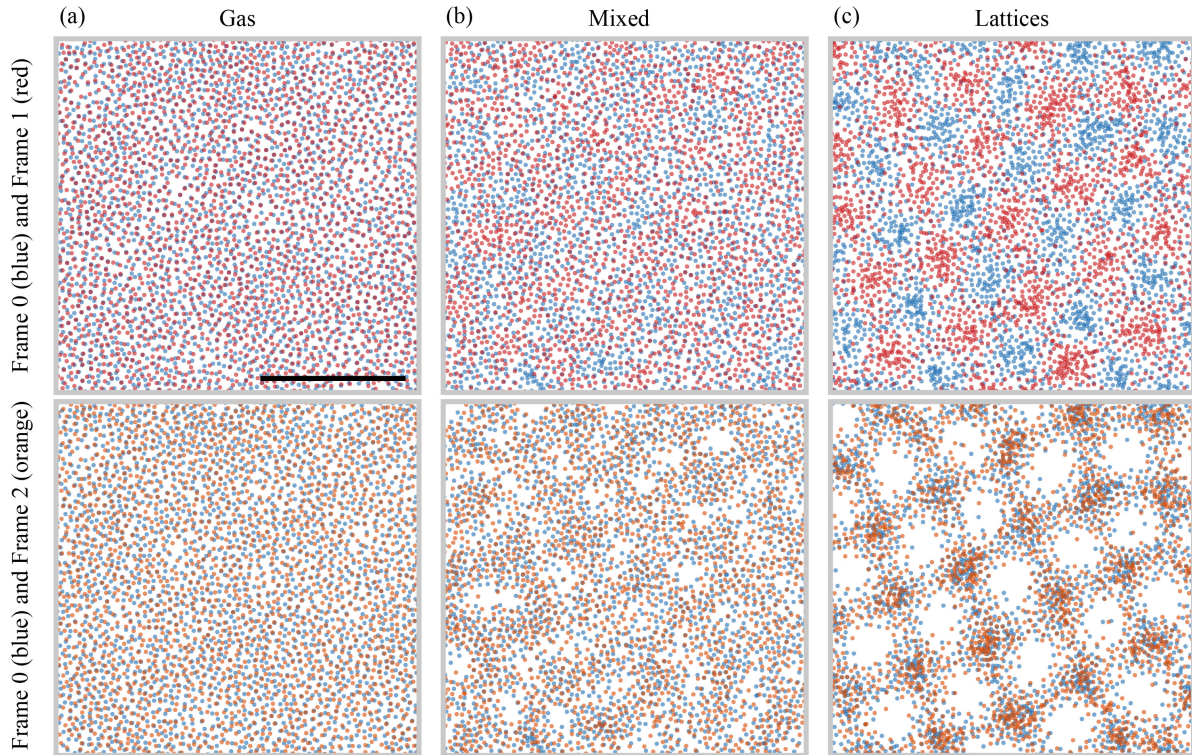 (a) Gas
(b) Mixed
(c) Lattices
Frame 0 (blue) and Frame 1 (red)
Frame 0 (blue) and Frame 2 (orange)